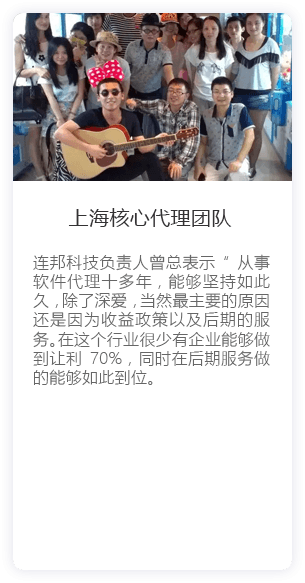 上海核心代理团队
连邦科技负责人曾总表示“ 从事
软件代理十多年，能够坚持如此
久，除了深爱，当然最主要的原因
还是因为收益政策以及后期的服
务。在这个行业很少有企业能够做
到让利 70%，同时在后期服务做
的能够如此到位。